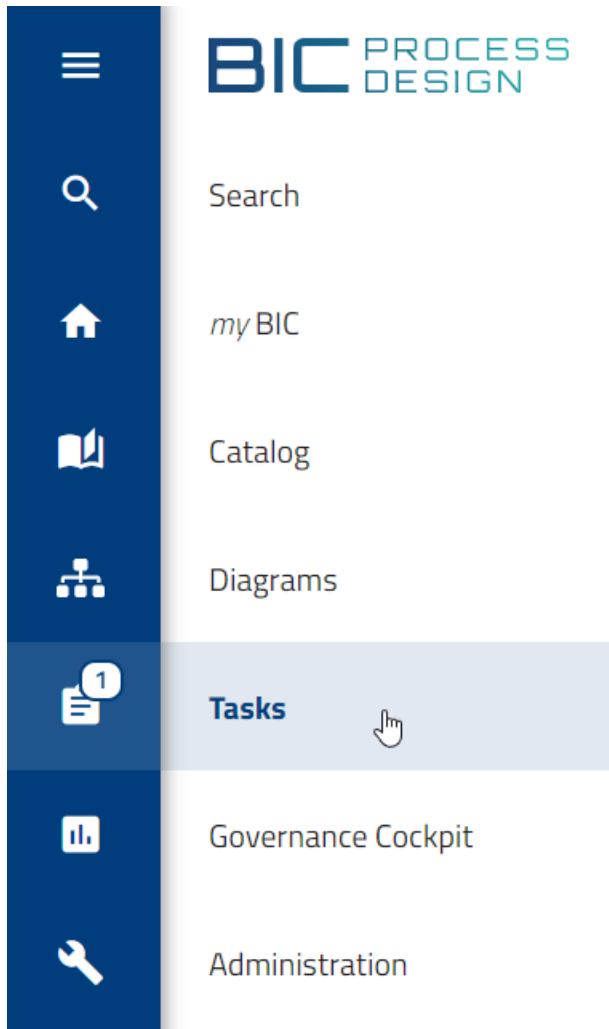 BIC PROCESS
DESIGN
Search
my BIC
Catalog
Diagrams
1
Tasks
Governance Cockpit
Administration